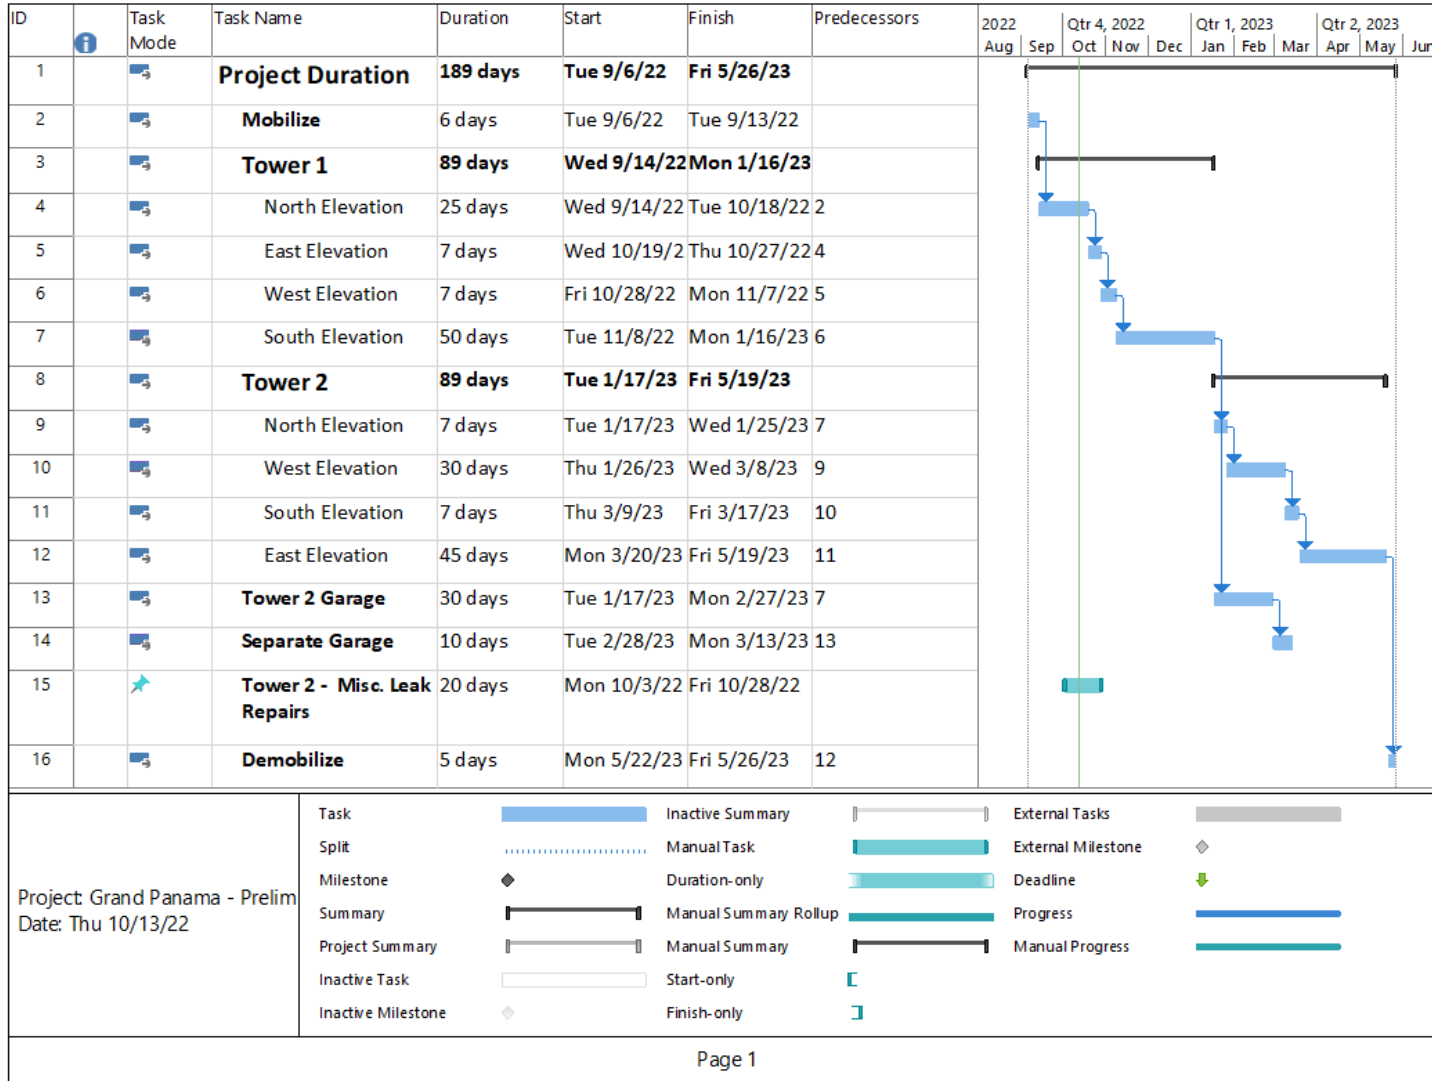 ID Task Task Name Duration Start Finish Predecessors 2022 Qtr 4, 2022 Qtr 1, 2023 Qtr 2, 2023
Mode Aug Sep Oct Nov Dec Jan Feb Mar Apr May Jun
1 Project Duration 189 days Tue 9/6/22 Fri 5/26/23
2 Mobilize 6 days Tue 9/6/22 Tue 9/13/22
3 Tower 1 89 days Wed 9/14/22 Mon 1/16/23
4 North Elevation 25 days Wed 9/14/22 Tue 10/18/22 2
5 East Elevation 7 days Wed 10/19/2 Thu 10/27/22 4
6 West Elevation 7 days Fri 10/28/22 Mon 11/7/22 5
7 South Elevation 50 days Tue 11/8/22 Mon 1/16/23 6
8 Tower 2 89 days Tue 1/17/23 Fri 5/19/23
9 North Elevation 7 days Tue 1/17/23 Wed 1/25/23 7
10 West Elevation 30 days Thu 1/26/23 Wed 3/8/23 9
11 South Elevation 7 days Thu 3/9/23 Fri 3/17/23 10
12 East Elevation 45 days Mon 3/20/23 Fri 5/19/23 11
13 Tower 2 Garage 30 days Tue 1/17/23 Mon 2/27/23 7
14 Separate Garage 10 days Tue 2/28/23 Mon 3/13/23 13
15 Tower 2 - Misc. Leak 20 days Mon 10/3/22 Fri 10/28/22
Repairs
16 Demobilize 5 days Mon 5/22/23 Fri 5/26/23 12
Project: Grand Panama - Prelim
Date: Thu 10/13/22
Task Inactive Summary External Tasks
Split Manual Task External Milestone
Milestone Duration-only Deadline
Summary Manual Summary Rollup Progress
Project Summary Manual Summary Manual Progress
Inactive Task Start-only
Inactive Milestone Finish-only
Page 1